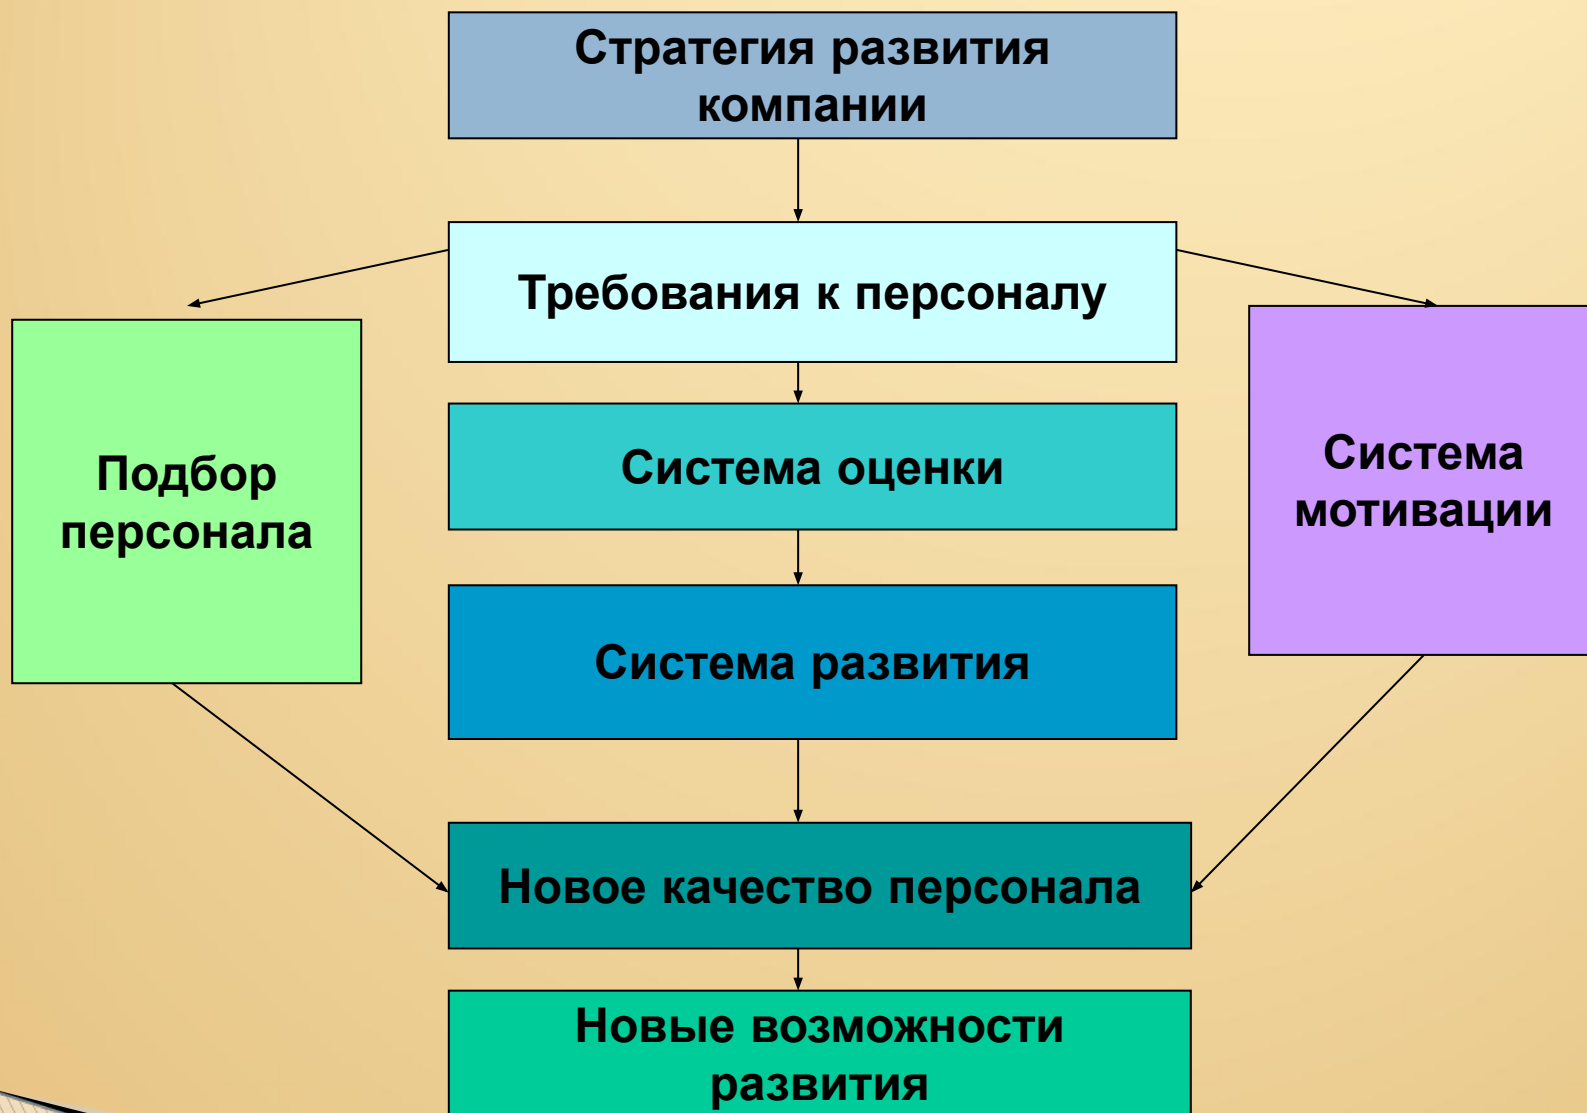 Стратегия развития
компании
Требования к персоналу
Подбор
персонала
Система оценки
Система
мотивации
Система развития
Новое качество персонала
Новые возможности
развития